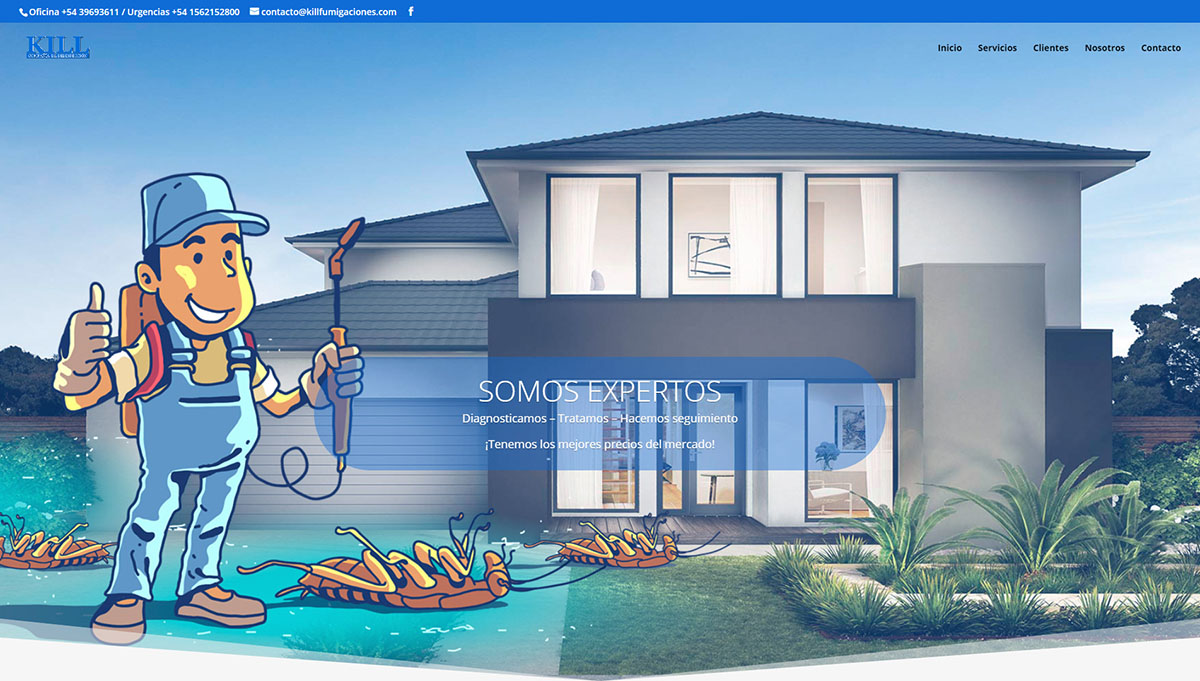 Oficina +54 39693611 / Urgencias +54 1562152800 contacto@killfumigaciones.com f
KILL
Inicio Servicios Clientes Nosotros Contacto
SOMOS EXPERTOS
Diagnosticamos – Tratamos – Hacemos seguimiento
¡Tenemos los mejores precios del mercado!